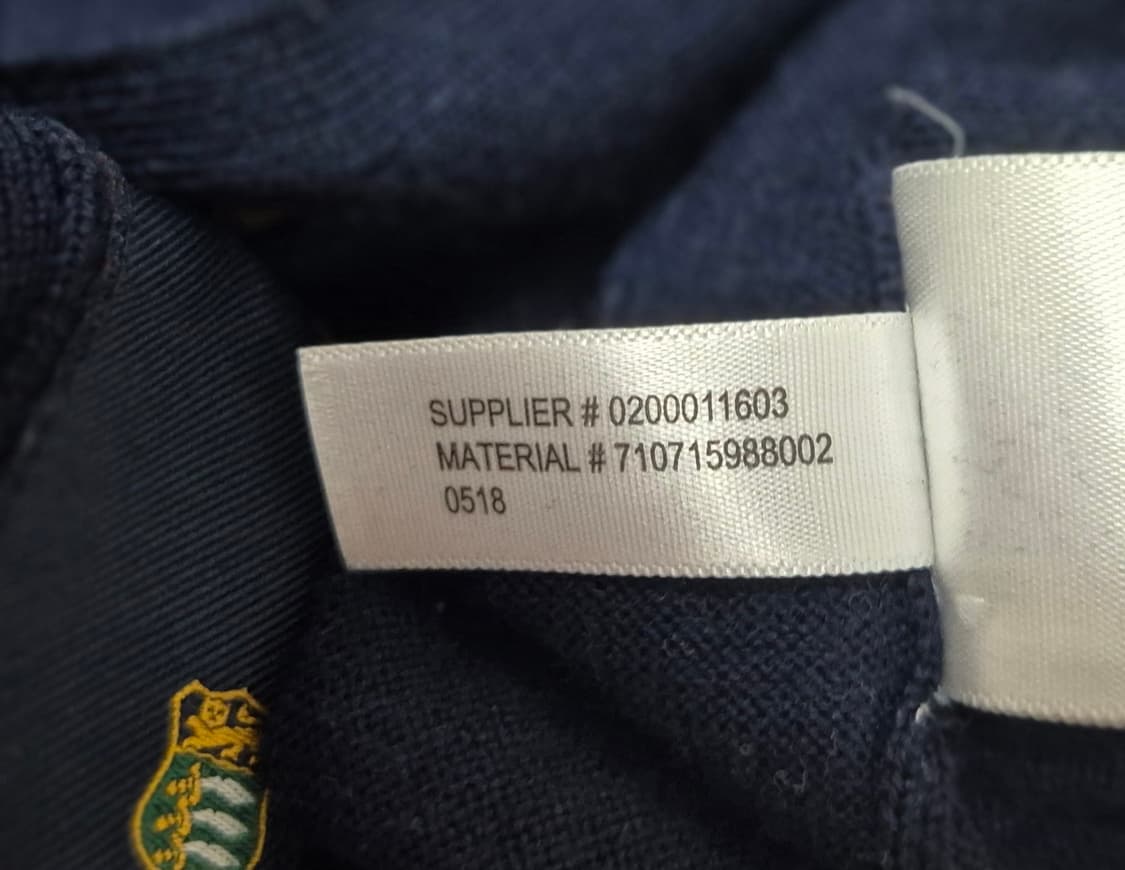 SUPPLIER # 0200011603
MATERIAL # 710715988002
0518